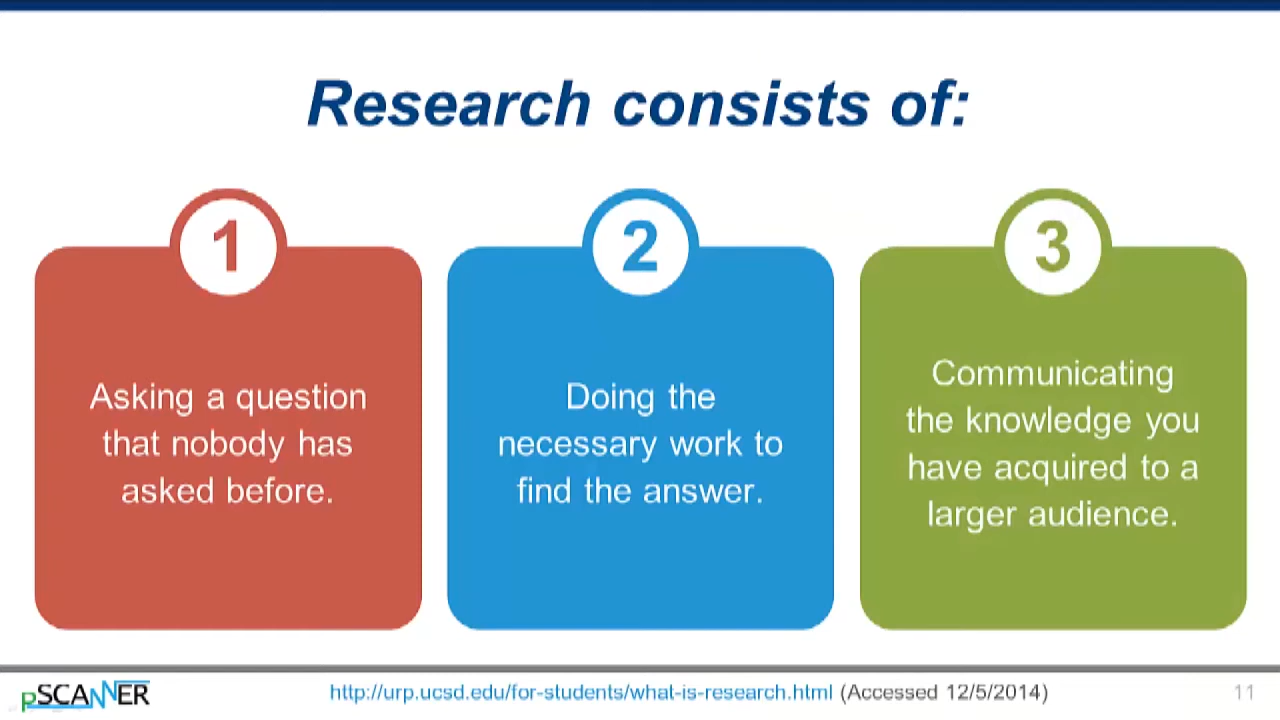 Research consists of:
1
Asking a question
that nobody has
asked before.
2
Doing the
necessary work to
find the answer.
3
Communicating
the knowledge you
have acquired to a
larger audience.
pSCANNER
http://urp.ucsd.edu/for-students/what-is-research.html (Accessed 12/5/2014)
11